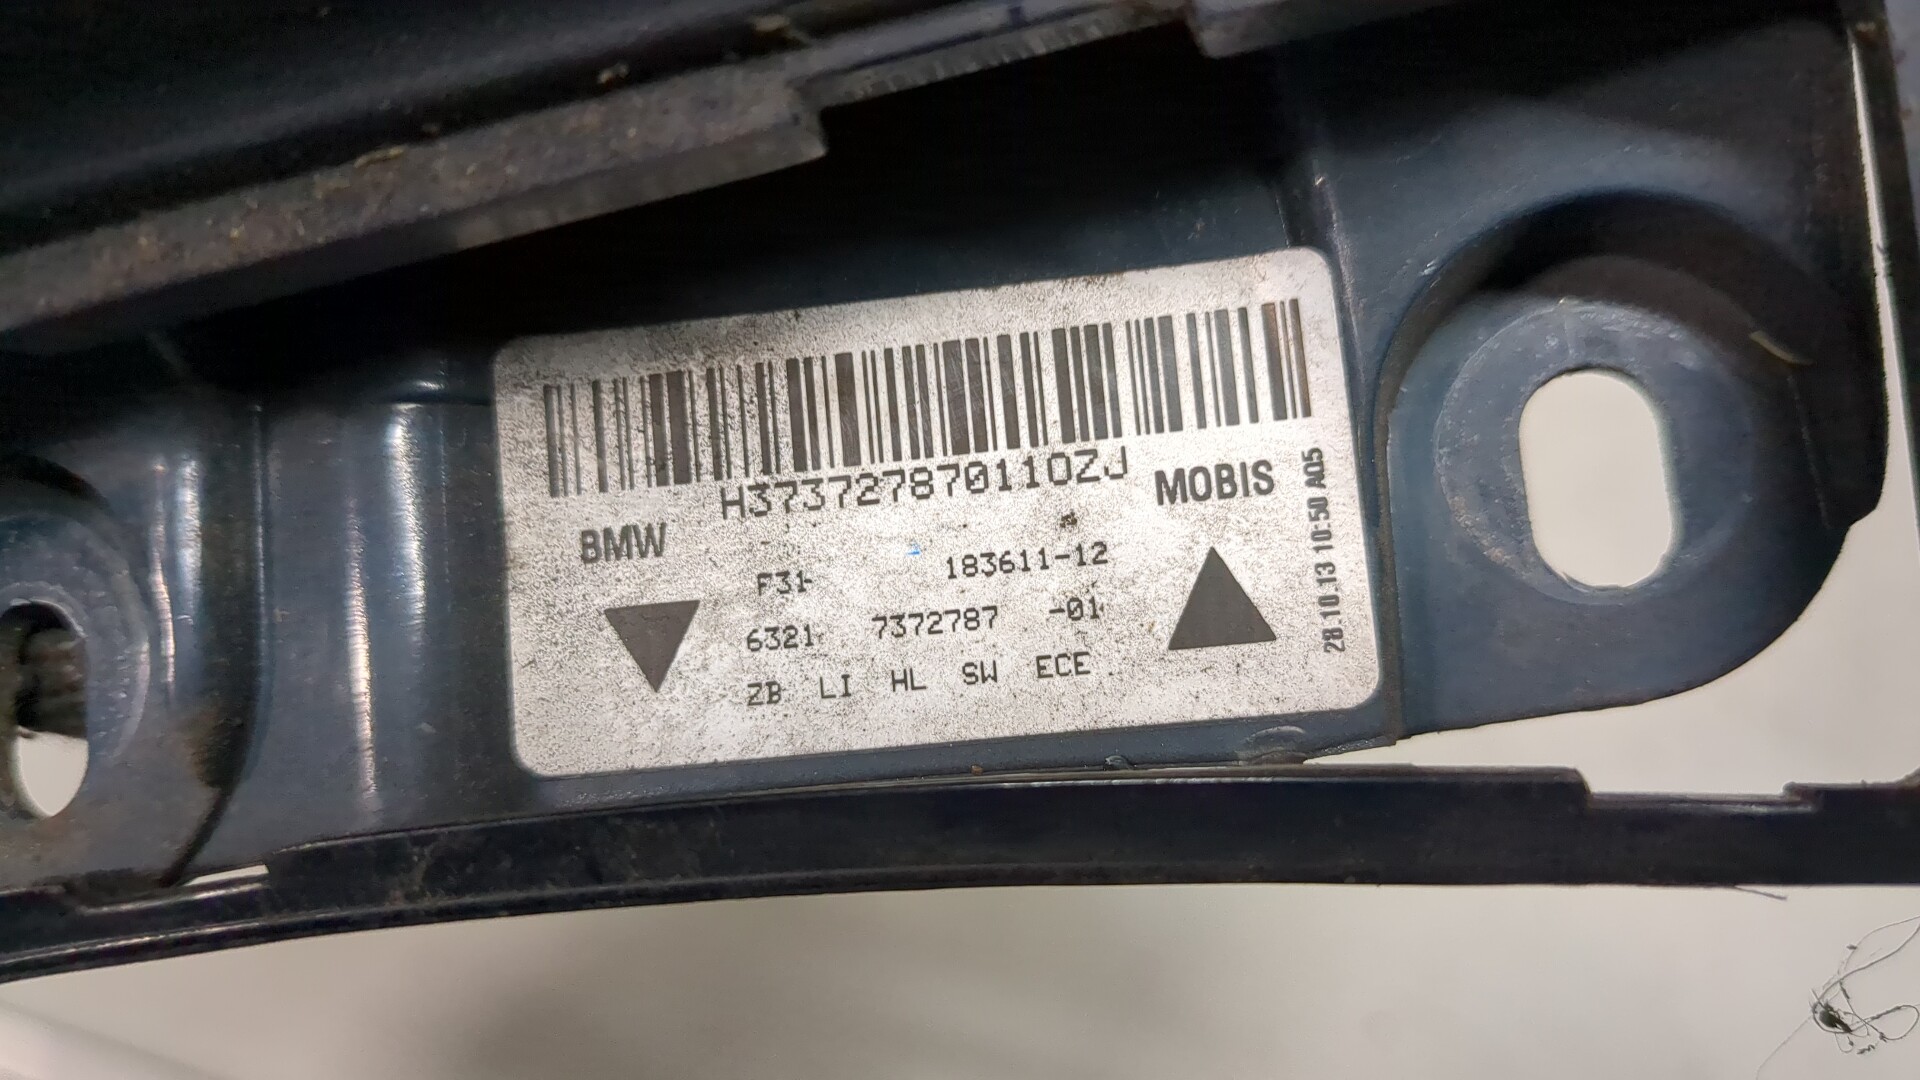 H37372787011OZJ
BMW
MOBIS
F31 183611-12
6321 7372787 -01
ZB LI HL SW ECE
28.10.13 10:50 A05